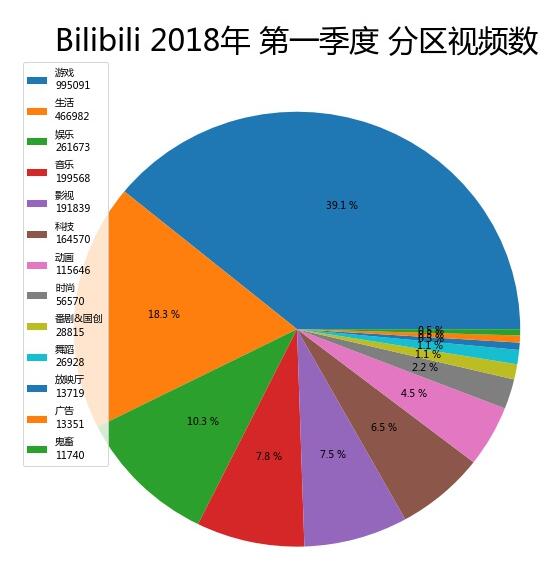 Bilibili 2018年 第一季度 分区视频数
游戏
995091
生活
466982
娱乐
261673
音乐
199568
影视
191839
科技
164570
动画
115646
时尚
56570
番剧&国创
28815
舞蹈
26928
放映厅
13719
广告
13351
鬼畜
11740
39.1 %
18.3 %
10.3 %
7.8 %
7.5 %
6.5 %
4.5 %
2.2 %
1.1 %
1.1 %
0.5 %